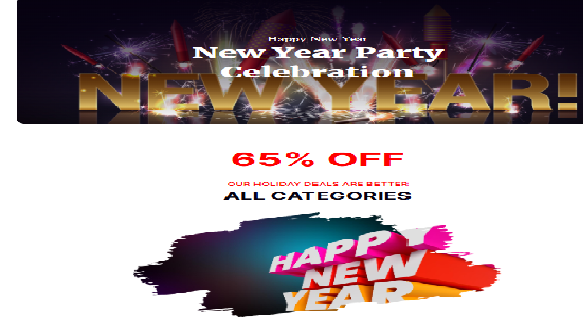 Happy New Year
New Year Party
Celebration
NEW YEAR!
65% OFF
OUR HOLIDAY DEALS ARE BETTER:
ALL CATEGORIES
HAPPY
NEW
YEAR